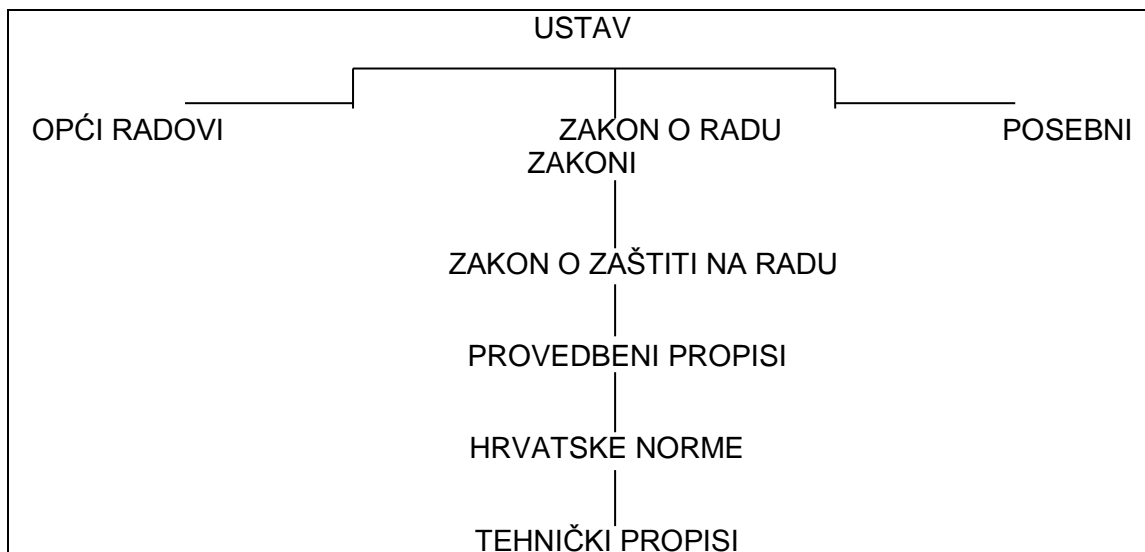 USTAV
OPĆI RADOVI ZAKON O RADU POSEBNI
ZAKONI
ZAKON O ZAŠTITI NA RADU
PROVEDBENI PROPISI
HRVATSKE NORME
TEHNIČKI PROPISI